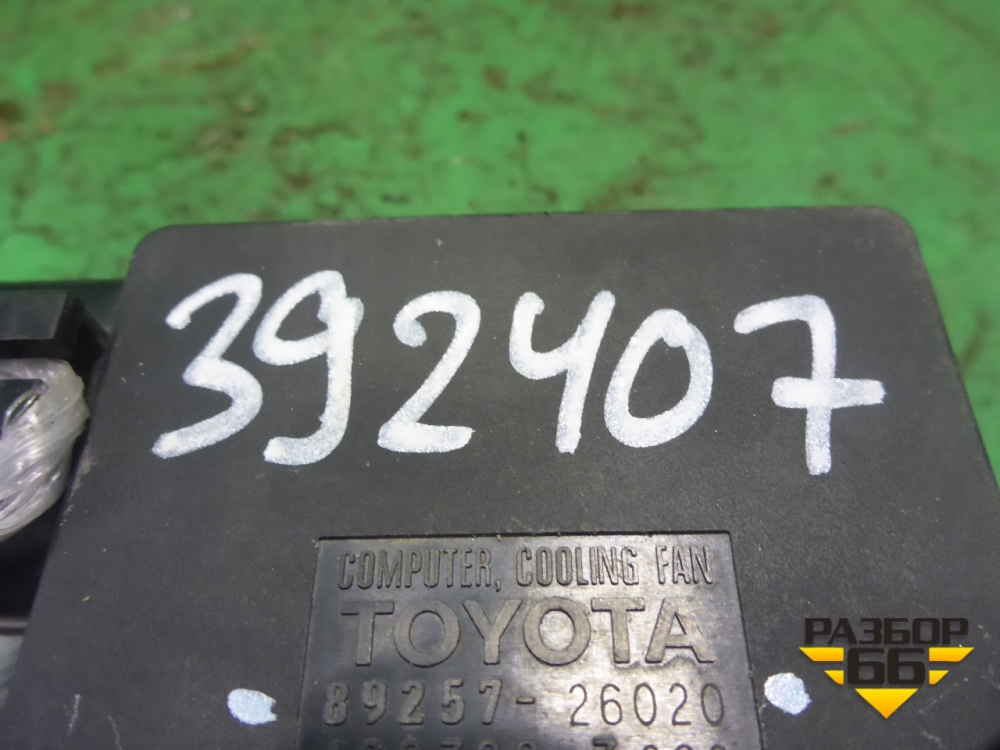 392407
COMPUTER, COOLING FAN
TOYOTA
89257-26020
РАЗБОР
66